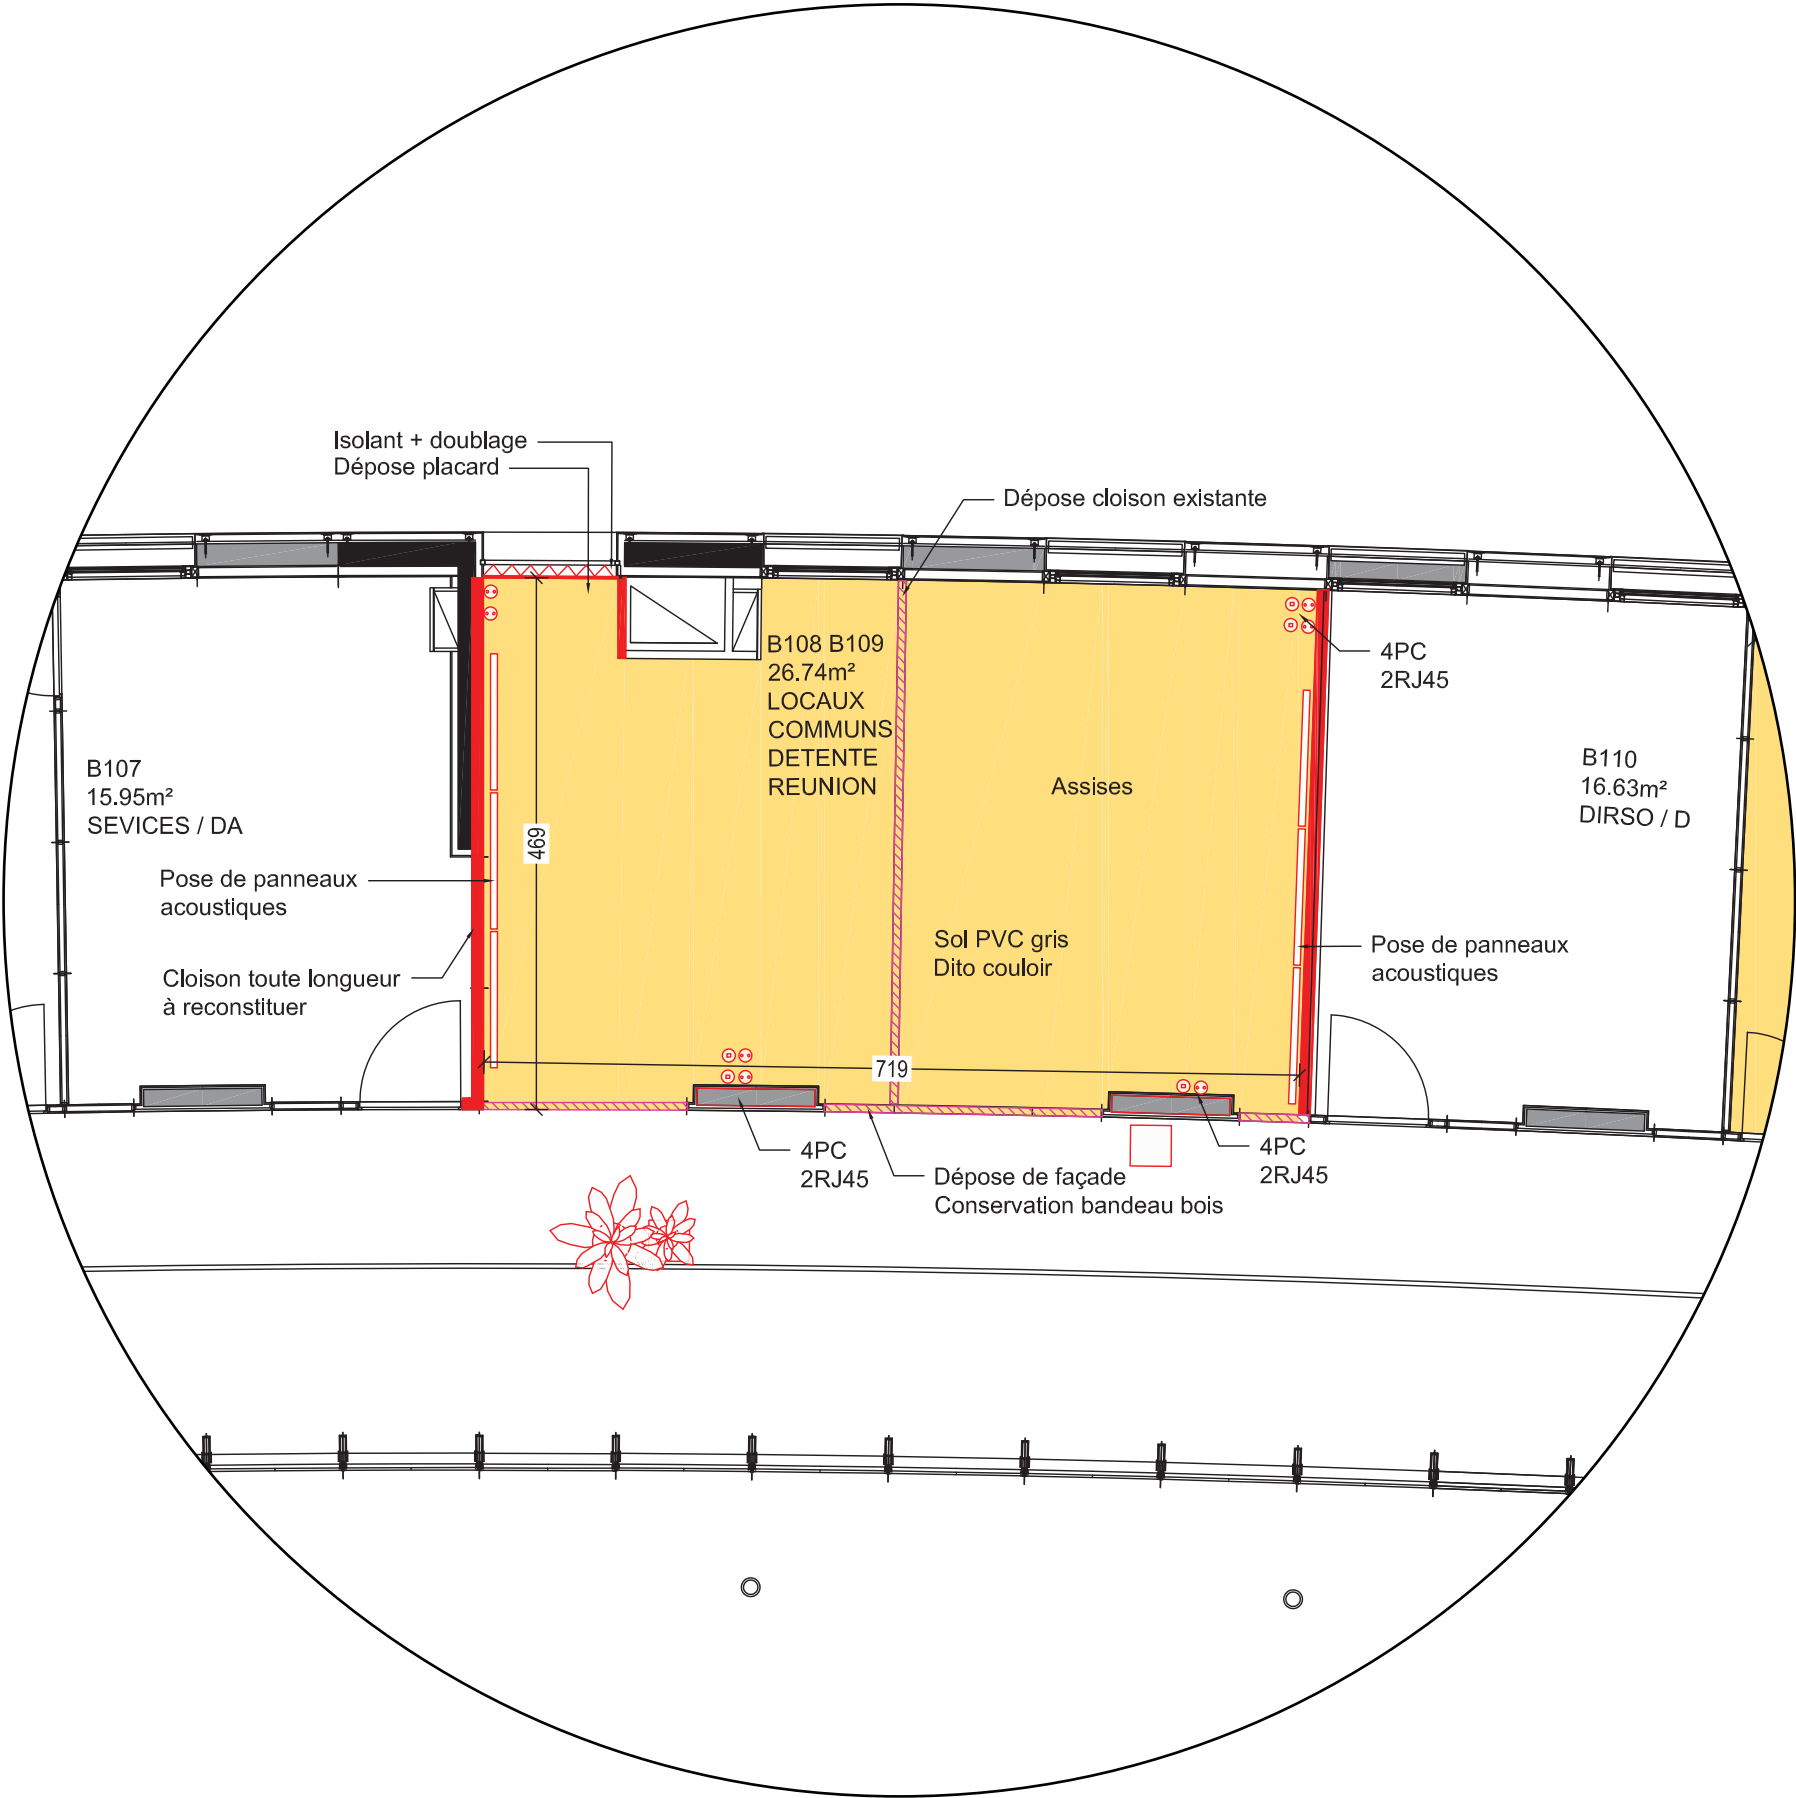 Isolant + doublage
Dépose placard
Dépose cloison existante
B108 B109
26.74m²
LOCAUX
COMMUNS
DETENTE
REUNION
4PC
2RJ45
B107
15.95m²
SEVICES / DA
Assises
B110
16.63m²
DIRSO / D
469
Pose de panneaux
acoustiques
Cloison toute longueur
à reconstituer
Sol PVC gris
Dito couloir
Pose de panneaux
acoustiques
719
4PC
2RJ45
Dépose de façade
Conservation bandeau bois
4PC
2RJ45